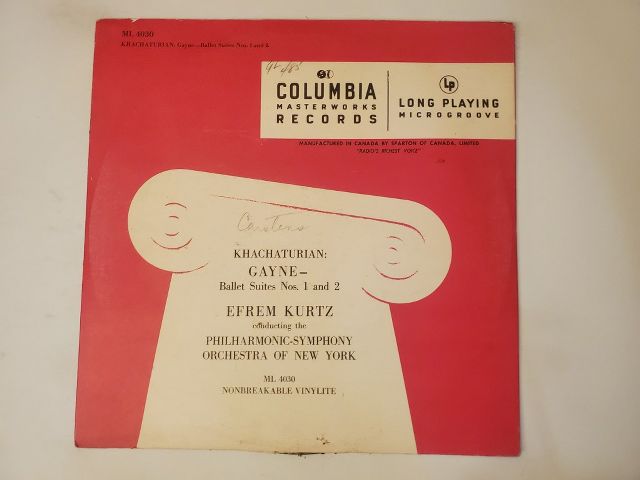 ML 4030
KHACHATURIAN: Gayne—Ballet Suites Nos. 1 and 2
COLUMBIA
MASTERWORKS
RECORDS
LP
LONG PLAYING
MICROGROOVE
MANUFACTURED IN CANADA BY SPARTON OF CANADA, LIMITED
"RADIO'S RICHEST VOICE"
Carstens
KHACHATURIAN:
GAYNE—
Ballet Suites Nos. 1 and 2
EFREM KURTZ
conducting the
PHILHARMONIC-SYMPHONY
ORCHESTRA OF NEW YORK
ML 4030
NONBREAKABLE VINYLITE